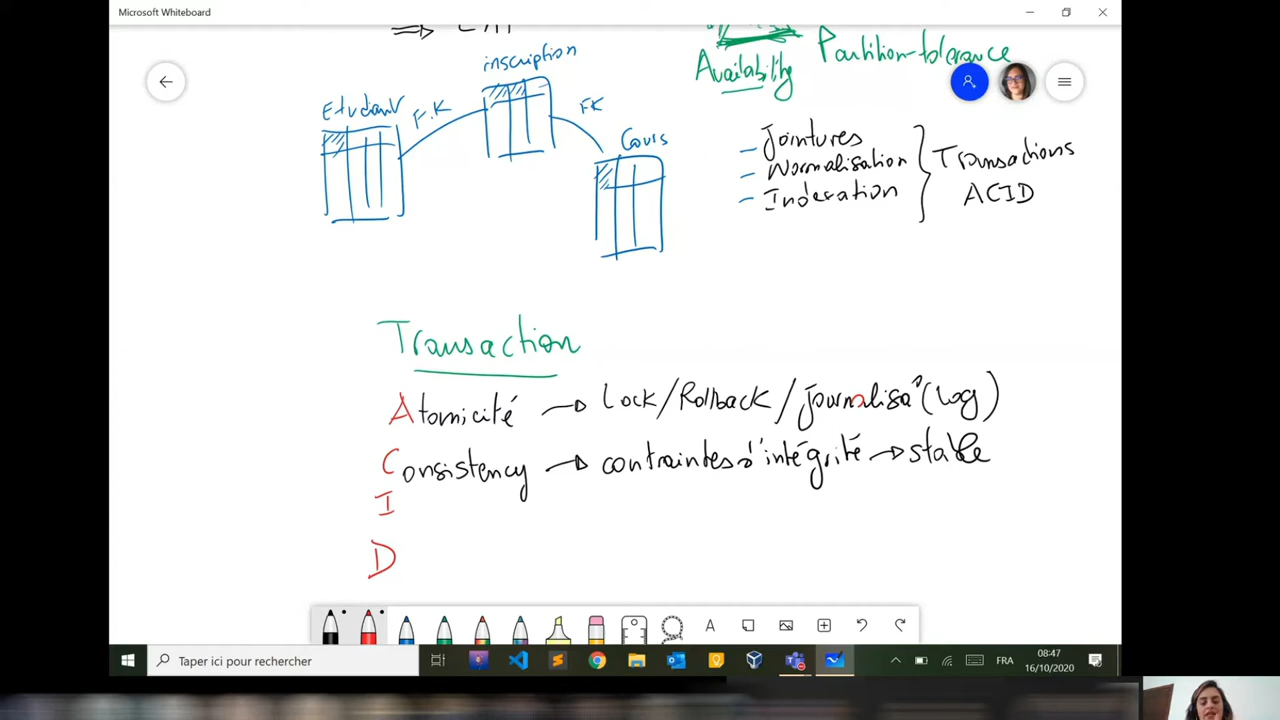 Microsoft Whiteboard
Partition-tolerance
Availability
inscription
Etudiant
F.K
FK
Cours
– Jointures
– Normalisation
– Indexation
Transactions
ACID
Transaction
Atomicité → Lock/Rollback/journalisa°(log)
Consistency → contraintes d'intégrité → stable
I
D
Taper ici pour rechercher
FRA
08:47
16/10/2020